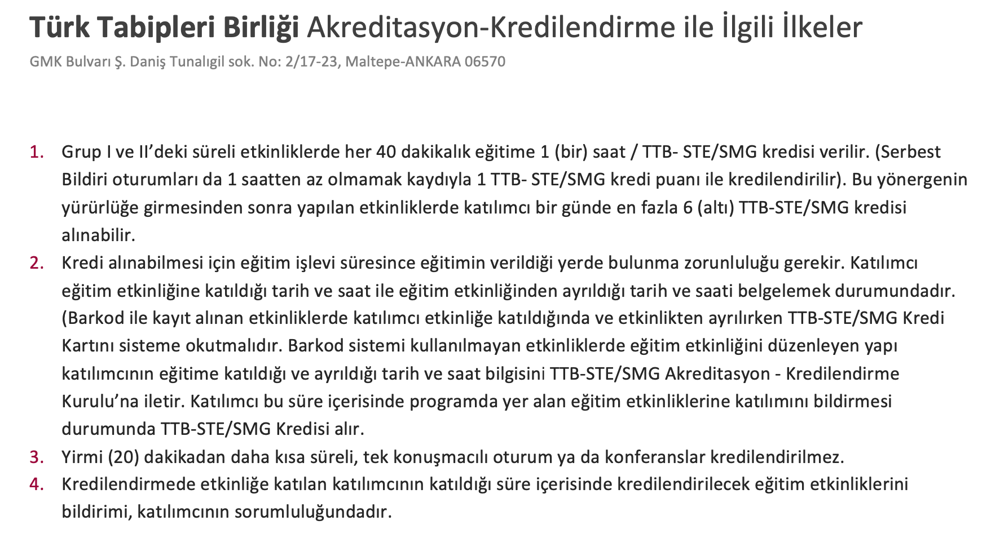 Türk Tabipleri Birliği Akreditasyon-Kredilendirme ile İlgili İlkeler
GMK Bulvarı Ş. Daniş Tunalıgil sok. No: 2/17-23, Maltepe-ANKARA 06570
1. Grup I ve II’deki süreli etkinliklerde her 40 dakikalık eğitime 1 (bir) saat / TTB- STE/SMG kredisi verilir. (Serbest
Bildiri oturumları da 1 saatten az olmamak kaydıyla 1 TTB- STE/SMG kredi puanı ile kredilendirilir). Bu yönergenin
yürürlüğe girmesinden sonra yapılan etkinliklerde katılımcı bir günde en fazla 6 (altı) TTB-STE/SMG kredisi
alınabilir.
2. Kredi alınabilmesi için eğitim işlevi süresince eğitimin verildiği yerde bulunma zorunluluğu gerekir. Katılımcı
eğitim etkinliğine katıldığı tarih ve saat ile eğitim etkinliğinden ayrıldığı tarih ve saati belgelemek durumundadır.
(Barkod ile kayıt alınan etkinliklerde katılımcı etkinliğe katıldığında ve etkinlikten ayrılırken TTB-STE/SMG Kredi
Kartını sisteme okutmalıdır. Barkod sistemi kullanılmayan etkinliklerde eğitim etkinliğini düzenleyen yapı
katılımcının eğitime katıldığı ve ayrıldığı tarih ve saat bilgisini TTB-STE/SMG Akreditasyon - Kredilendirme
Kurulu’na iletir. Katılımcı bu süre içerisinde programda yer alan eğitim etkinliklerine katılımını bildirmesi
durumunda TTB-STE/SMG Kredisi alır.
3. Yirmi (20) dakikadan daha kısa süreli, tek konuşmacılı oturum ya da konferanslar kredilendirilmez.
4. Kredilendirmede etkinliğe katılan katılımcının katıldığı süre içerisinde kredilendirilecek eğitim etkinliklerini
bildirimi, katılımcının sorumluluğundadır.